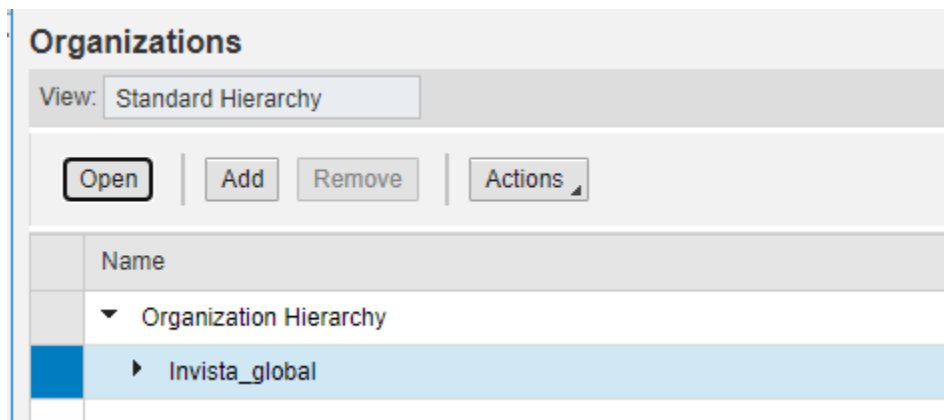 Organizations
View: Standard Hierarchy
Open Add Remove Actions
Name
Organization Hierarchy
Invista_global